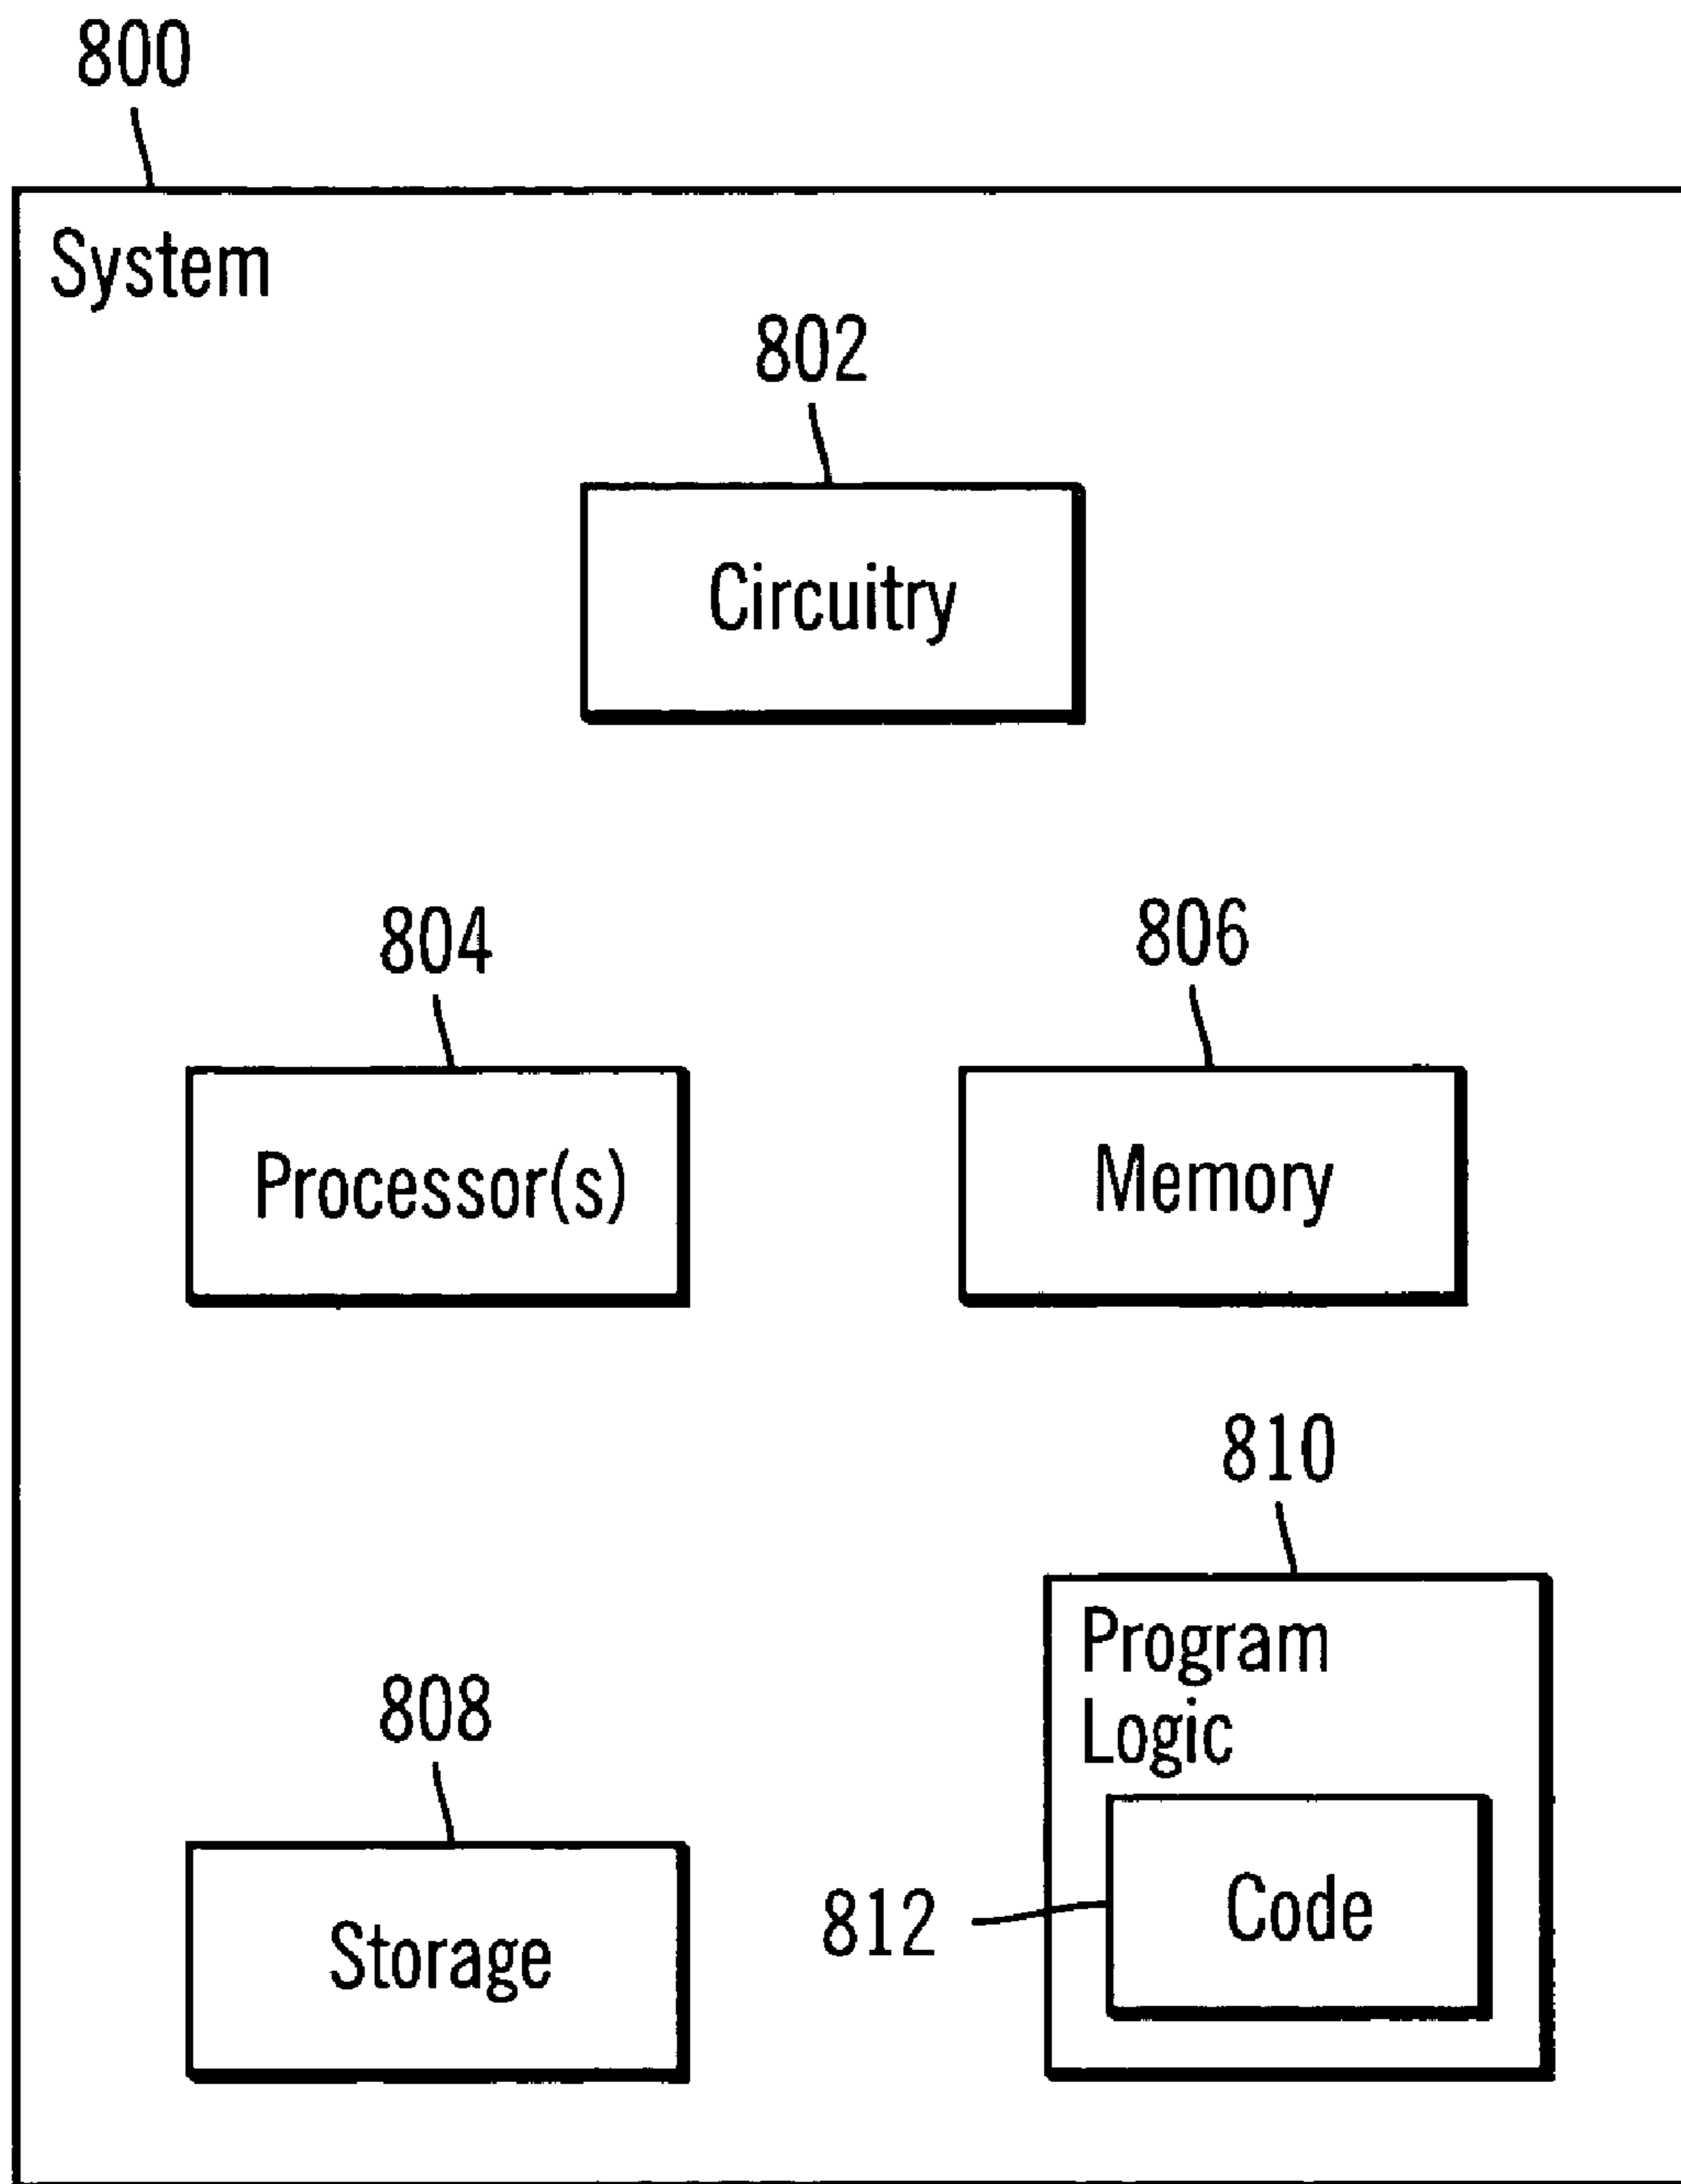 800
System
802
Circuitry
804
806
Processor(s)
Memory
810
Program
Logic
808
812
Code
Storage